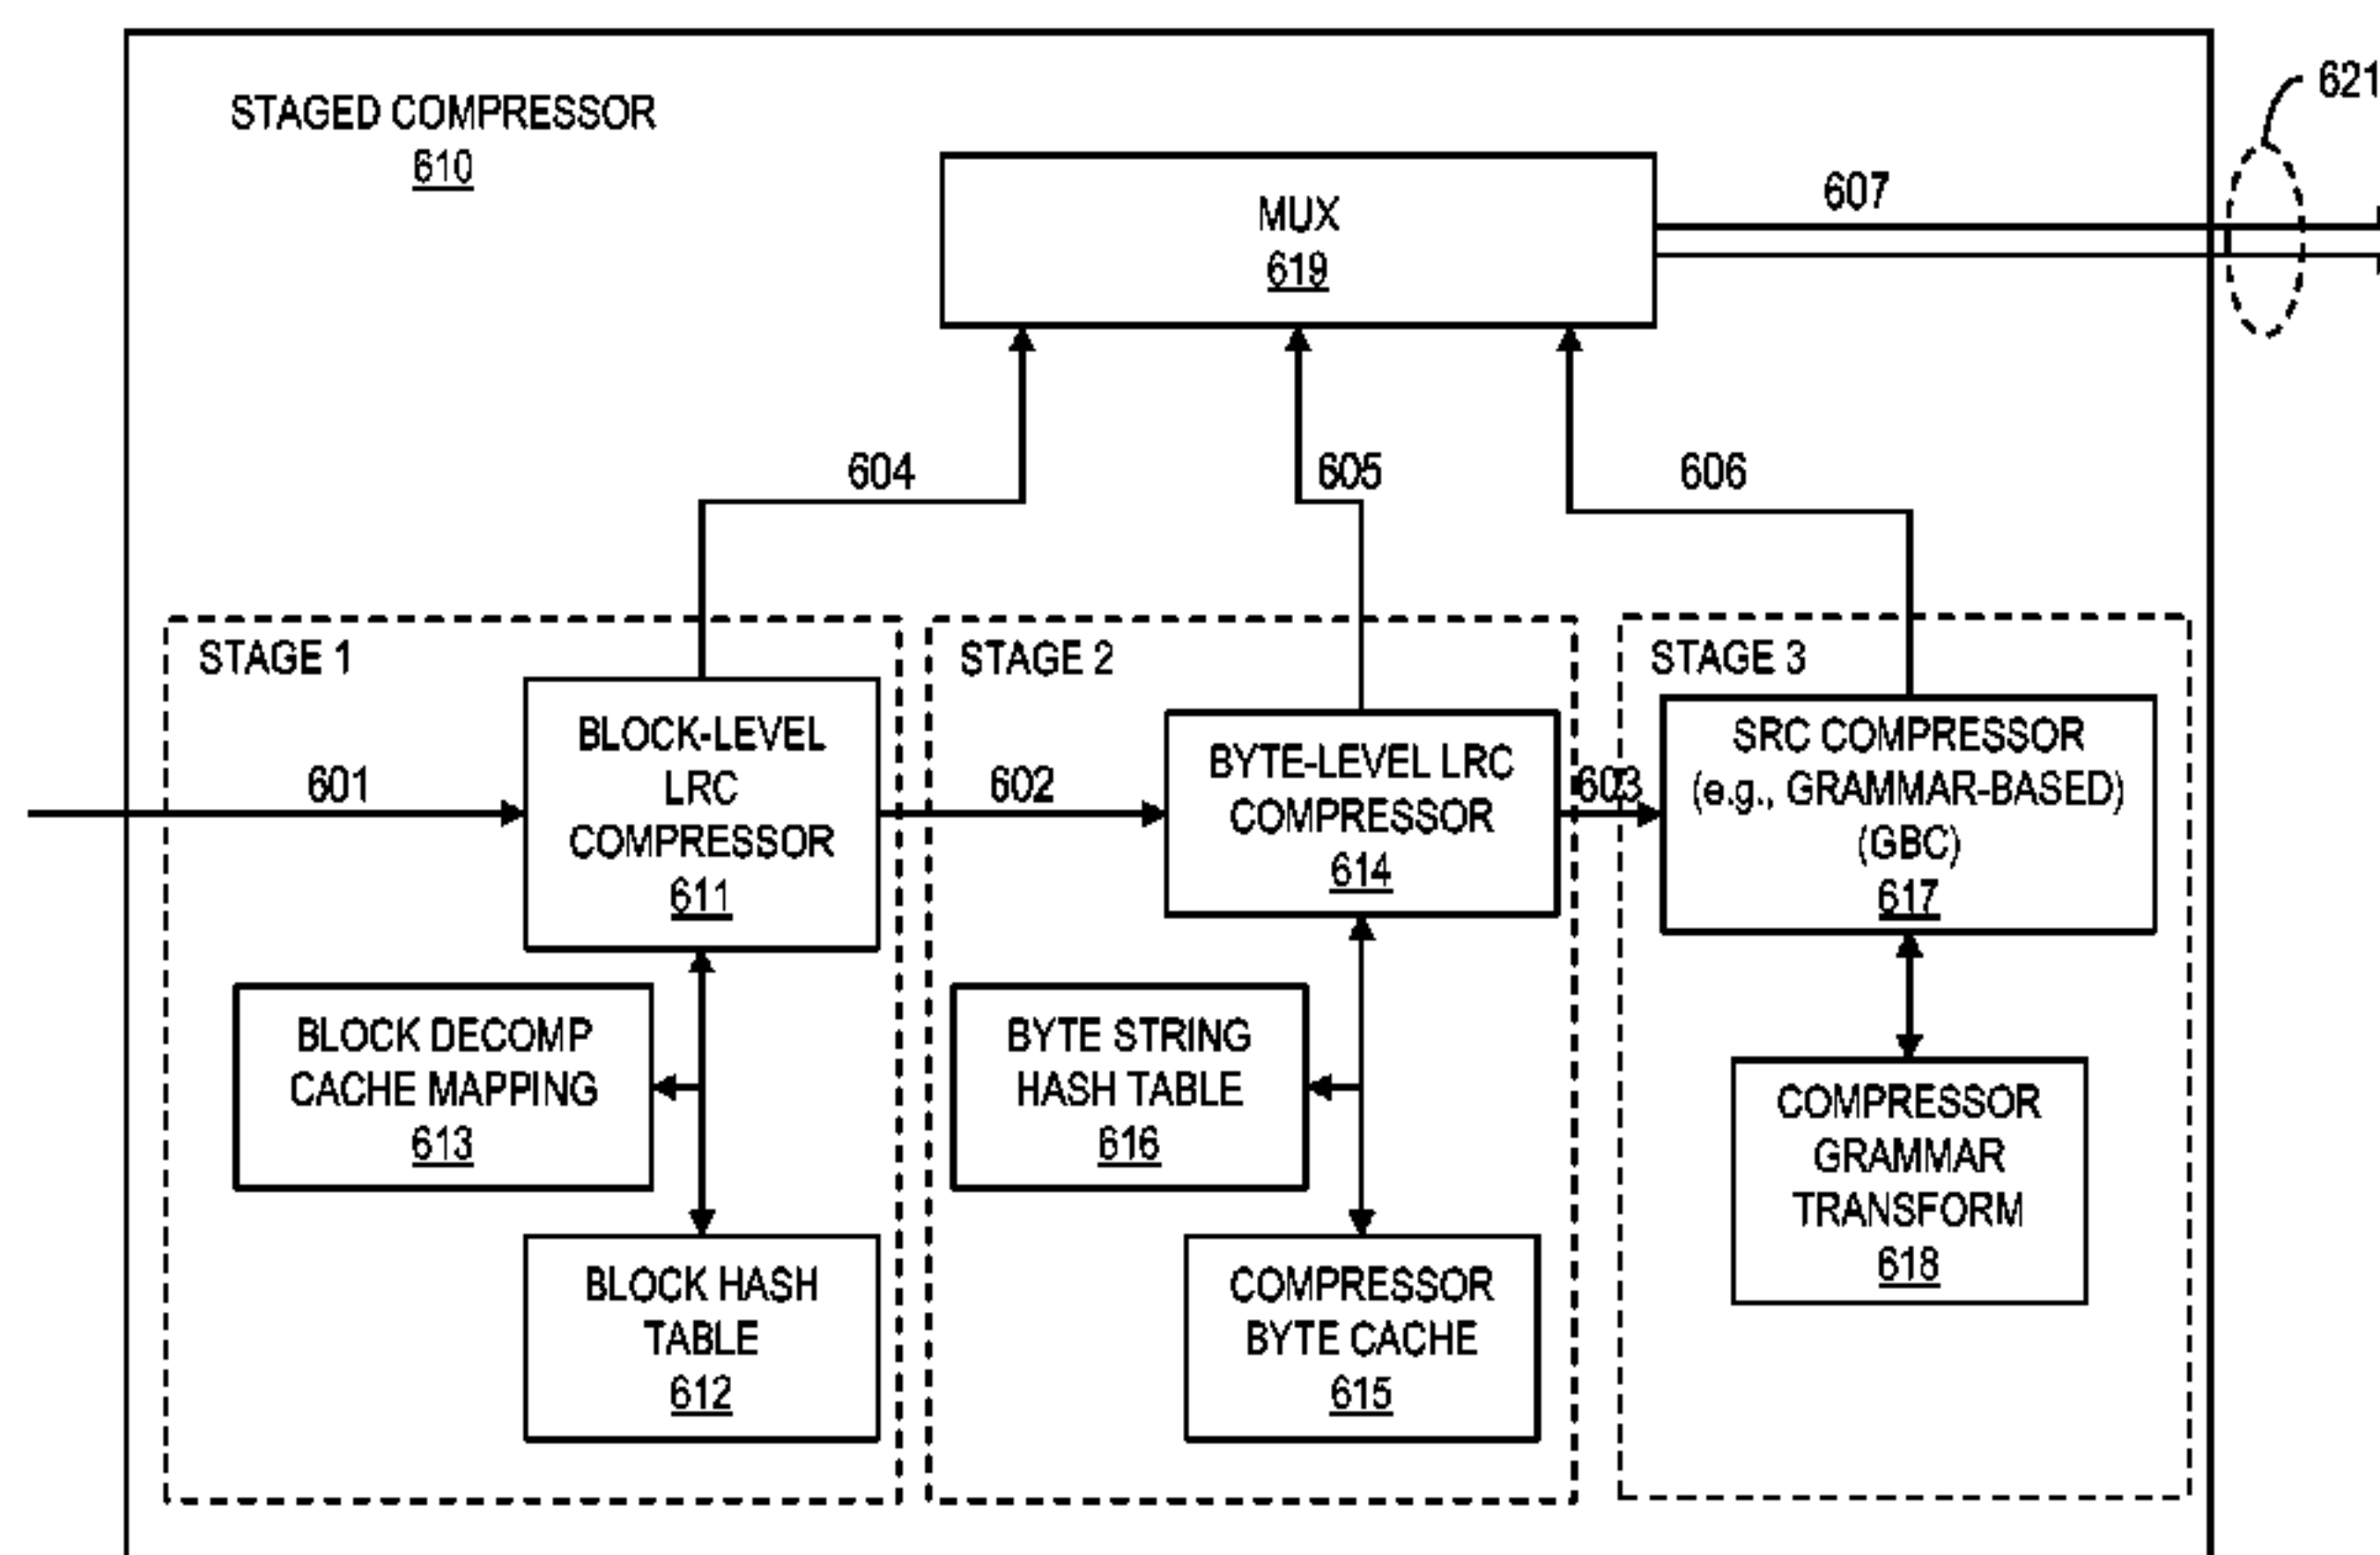 STAGED COMPRESSOR
610
621
MUX
619
607
604
605
606
STAGE 1
STAGE 2
STAGE 3
601
BLOCK-LEVEL
LRC
COMPRESSOR
611
602
BYTE-LEVEL LRC
COMPRESSOR
614
603
SRC COMPRESSOR
(e.g., GRAMMAR-BASED)
(GBC)
617
BLOCK DECOMP
CACHE MAPPING
613
BYTE STRING
HASH TABLE
616
COMPRESSOR
GRAMMAR
TRANSFORM
618
BLOCK HASH
TABLE
612
COMPRESSOR
BYTE CACHE
615